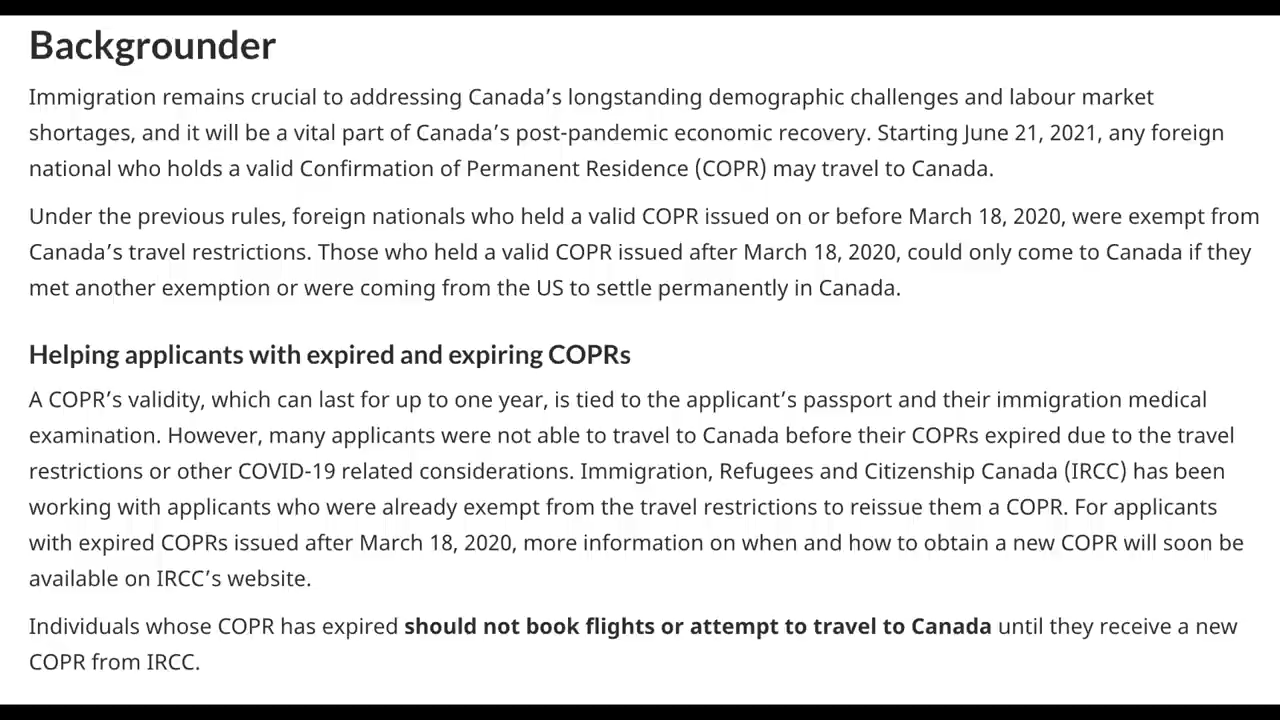 Backgrounder
Immigration remains crucial to addressing Canada’s longstanding demographic challenges and labour market
shortages, and it will be a vital part of Canada’s post-pandemic economic recovery. Starting June 21, 2021, any foreign
national who holds a valid Confirmation of Permanent Residence (COPR) may travel to Canada.
Under the previous rules, foreign nationals who held a valid COPR issued on or before March 18, 2020, were exempt from
Canada’s travel restrictions. Those who held a valid COPR issued after March 18, 2020, could only come to Canada if they
met another exemption or were coming from the US to settle permanently in Canada.
Helping applicants with expired and expiring COPRs
A COPR’s validity, which can last for up to one year, is tied to the applicant’s passport and their immigration medical
examination. However, many applicants were not able to travel to Canada before their COPRs expired due to the travel
restrictions or other COVID-19 related considerations. Immigration, Refugees and Citizenship Canada (IRCC) has been
working with applicants who were already exempt from the travel restrictions to reissue them a COPR. For applicants
with expired COPRs issued after March 18, 2020, more information on when and how to obtain a new COPR will soon be
available on IRCC’s website.
Individuals whose COPR has expired should not book flights or attempt to travel to Canada until they receive a new
COPR from IRCC.